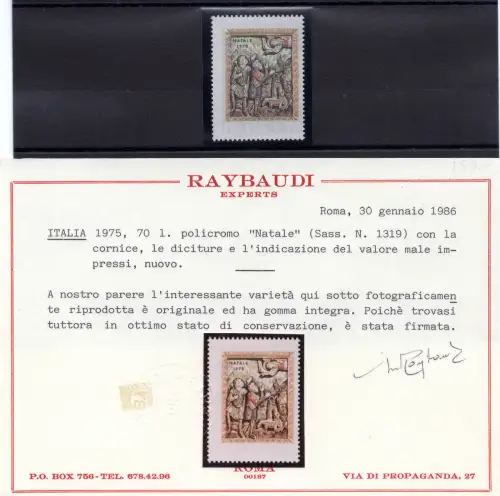 NATALE
1975
RAYBAUDI
EXPERTS
Roma, 30 gennaio 1986
ITALIA 1975, 70 l. policromo "Natale" (Sass. N. 1319) con la
cornice, le diciture e l'indicazione del valore male im-
pressi, nuovo.
A nostro parere l'interessante varietà qui sotto fotograficamen
te riprodotta è originale ed ha gomma integra. Poichè trovasi
tuttora in ottimo stato di conservazione, è stata firmata.
NATALE
1975
ROMA
P.O. BOX 756-TEL. 678.42.96
00187
VIA DI PROPAGANDA, 27